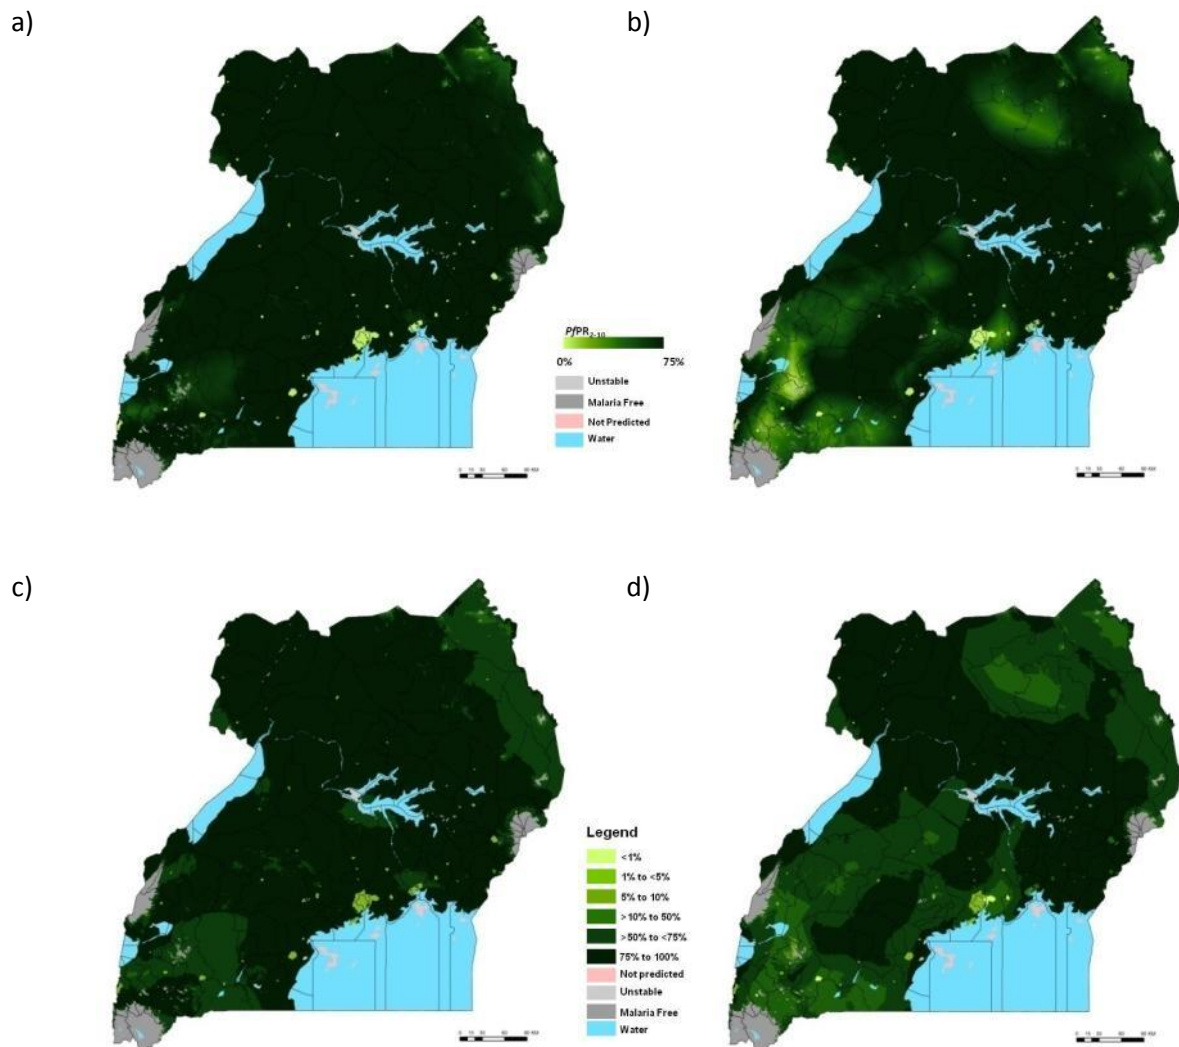 a)
b)
PfPR2-10
0% 75%
Unstable
Malaria Free
Not Predicted
Water
c)
d)
Legend
<1%
1% to <5%
5% to 10%
>10% to 50%
>50% to <75%
75% to 100%
Not predicted
Unstable
Malaria Free
Water